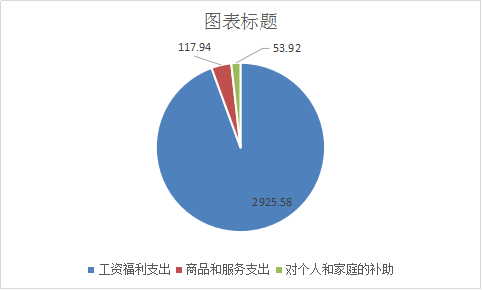 图表标题
117.94
53.92
2925.58
工资福利支出 商品和服务支出 对个人和家庭的补助